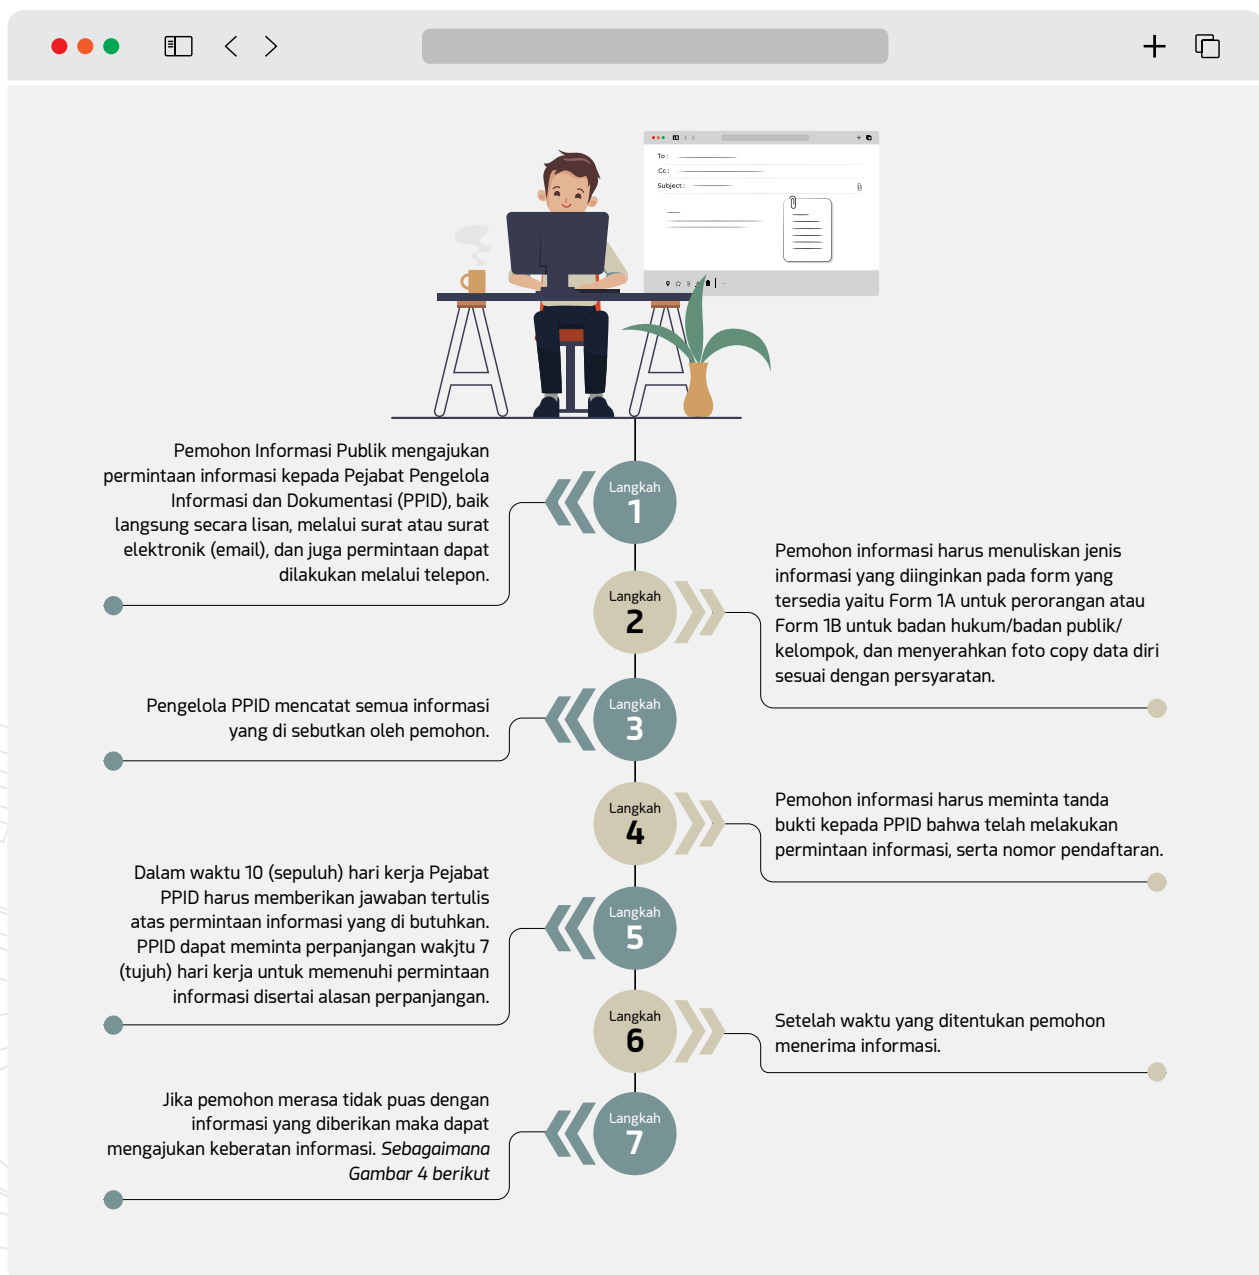 To :
Cc :
Subject :
Pemohon Informasi Publik mengajukan
permintaan informasi kepada Pejabat Pengelola
Informasi dan Dokumentasi (PPID), baik
langsung secara lisan, melalui surat atau surat
elektronik (email), dan juga permintaan dapat
dilakukan melalui telepon.
Langkah
1
Langkah
2
Pemohon informasi harus menuliskan jenis
informasi yang diinginkan pada form yang
tersedia yaitu Form 1A untuk perorangan atau
Form 1B untuk badan hukum/badan publik/
kelompok, dan menyerahkan foto copy data diri
sesuai dengan persyaratan.
Pengelola PPID mencatat semua informasi
yang di sebutkan oleh pemohon.
Langkah
3
Langkah
4
Pemohon informasi harus meminta tanda
bukti kepada PPID bahwa telah melakukan
permintaan informasi, serta nomor pendaftaran.
Dalam waktu 10 (sepuluh) hari kerja Pejabat
PPID harus memberikan jawaban tertulis
atas permintaan informasi yang di butuhkan.
PPID dapat meminta perpanjangan wakjtu 7
(tujuh) hari kerja untuk memenuhi permintaan
informasi disertai alasan perpanjangan.
Langkah
5
Langkah
6
Setelah waktu yang ditentukan pemohon
menerima informasi.
Jika pemohon merasa tidak puas dengan
informasi yang diberikan maka dapat
mengajukan keberatan informasi. Sebagaimana
Gambar 4 berikut
Langkah
7